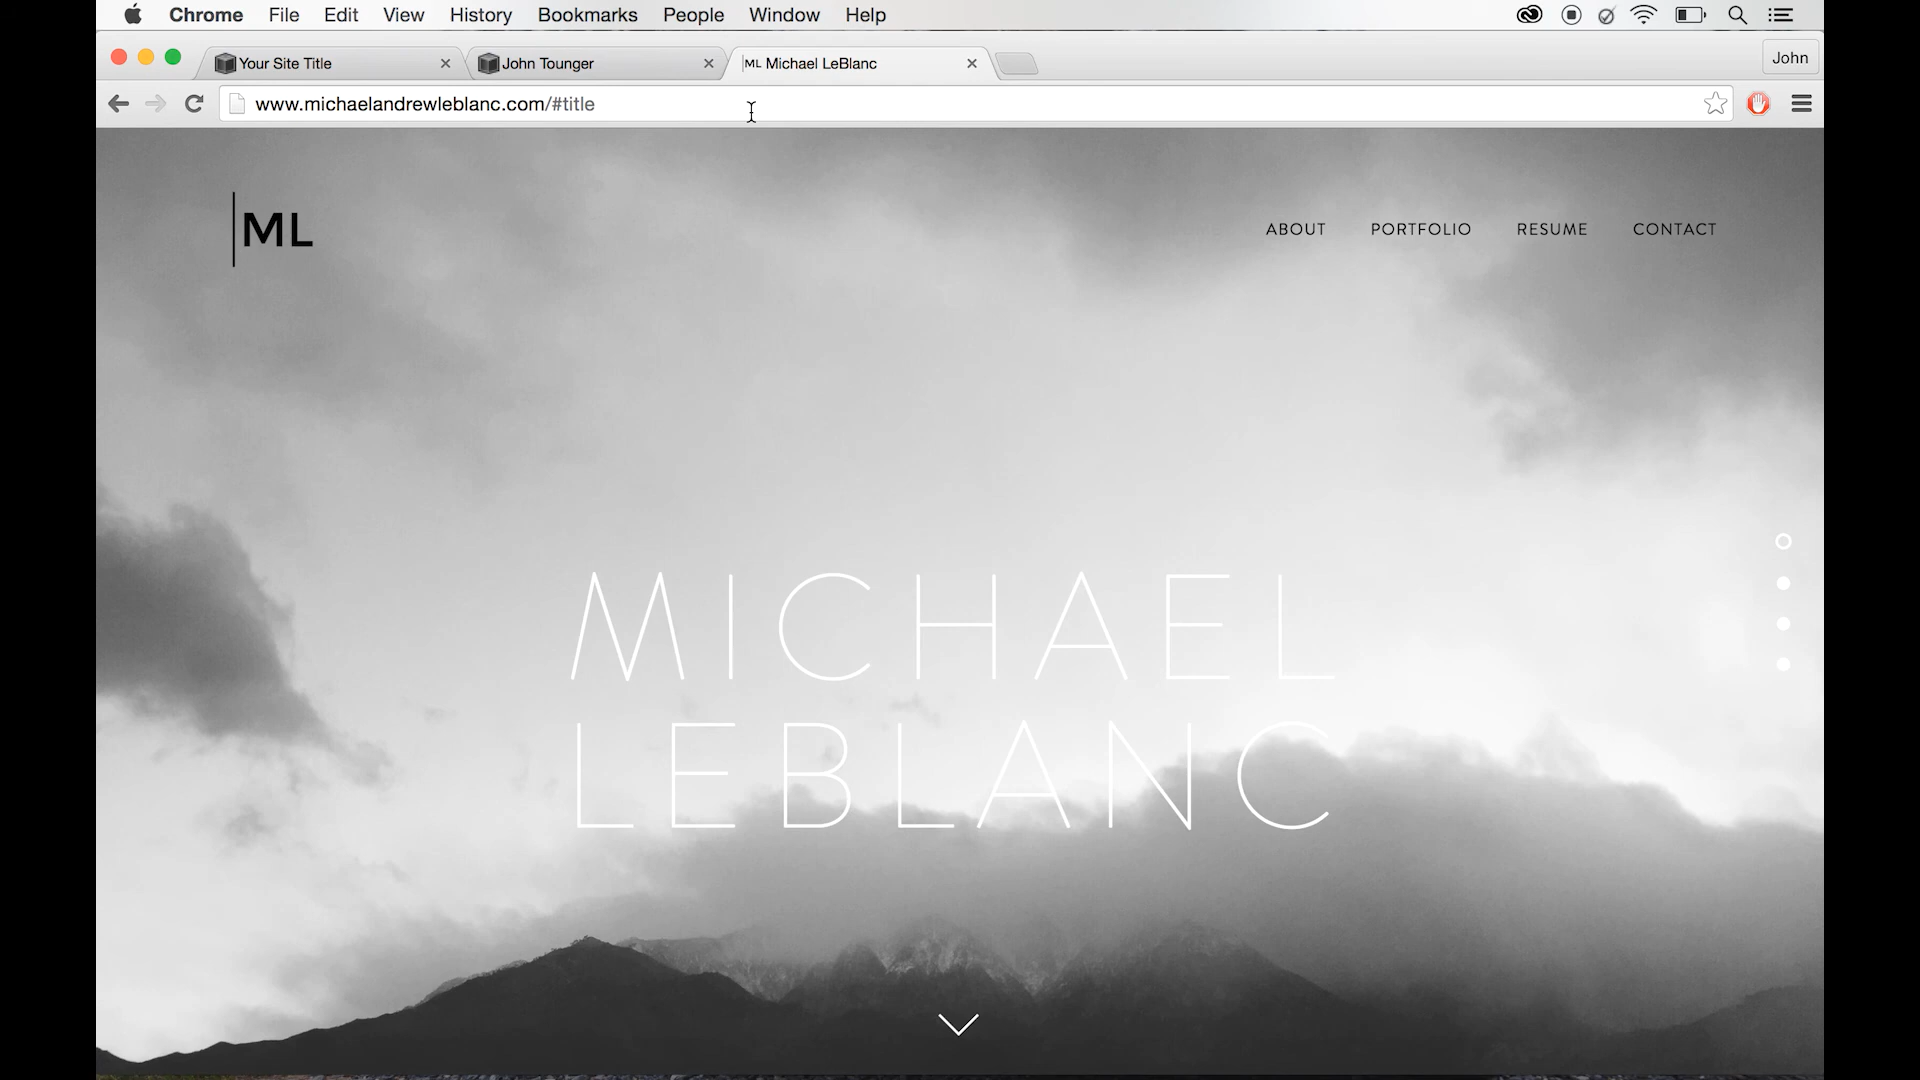 Chrome File Edit View History Bookmarks People Window Help
Your Site Title John Tounger ML Michael LeBlanc John
www.michaelandrewleblanc.com/#title
ML ABOUT PORTFOLIO RESUME CONTACT
MICHAEL
LEBLANC